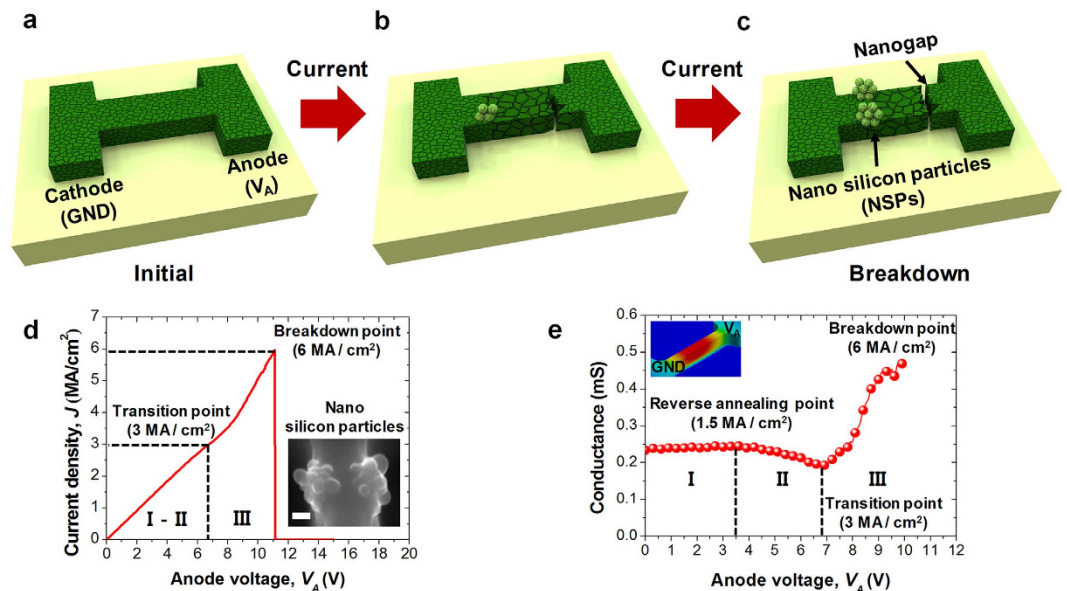 a
b
c
Current
Current
Nanogap
Cathode
(GND)
Anode
(V_A)
Nano silicon particles
(NSPs)
Initial
Breakdown
d
Current density, J (MA/cm²)
7
6
5
4
3
2
1
0
Breakdown point
(6 MA / cm²)
Transition point
(3 MA / cm²)
Nano
silicon particles
I - II
III
0 2 4 6 8 10 12 14 16 18 20
Anode voltage, V_A (V)
e
Conductance (mS)
0.6
0.5
0.4
0.3
0.2
0.1
0.0
V_A
GND
Breakdown point
(6 MA / cm²)
Reverse annealing point
(1.5 MA / cm²)
I
II
III
Transition point
(3 MA / cm²)
0 1 2 3 4 5 6 7 8 9 10 11 12
Anode voltage, V_A (V)